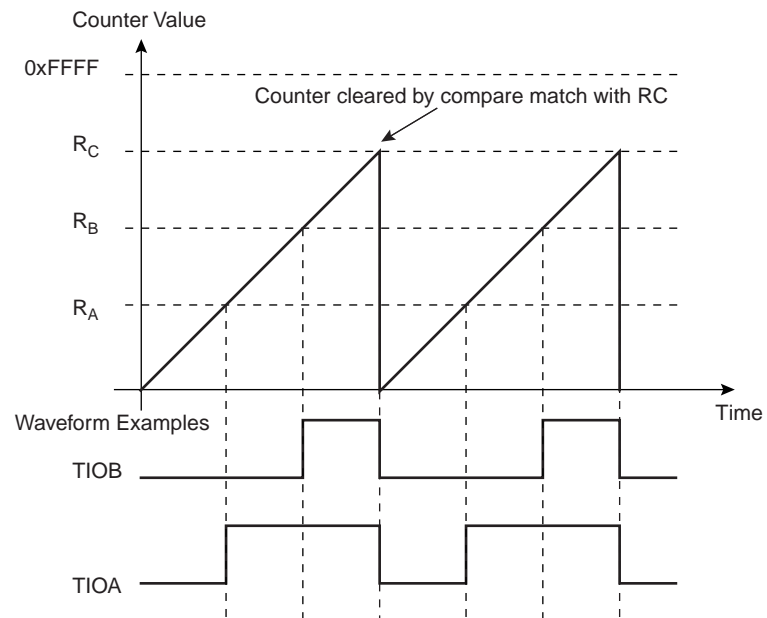 Counter Value
0xFFFF
Counter cleared by compare match with RC
RC
RB
RA
Time
Waveform Examples
TIOB
TIOA